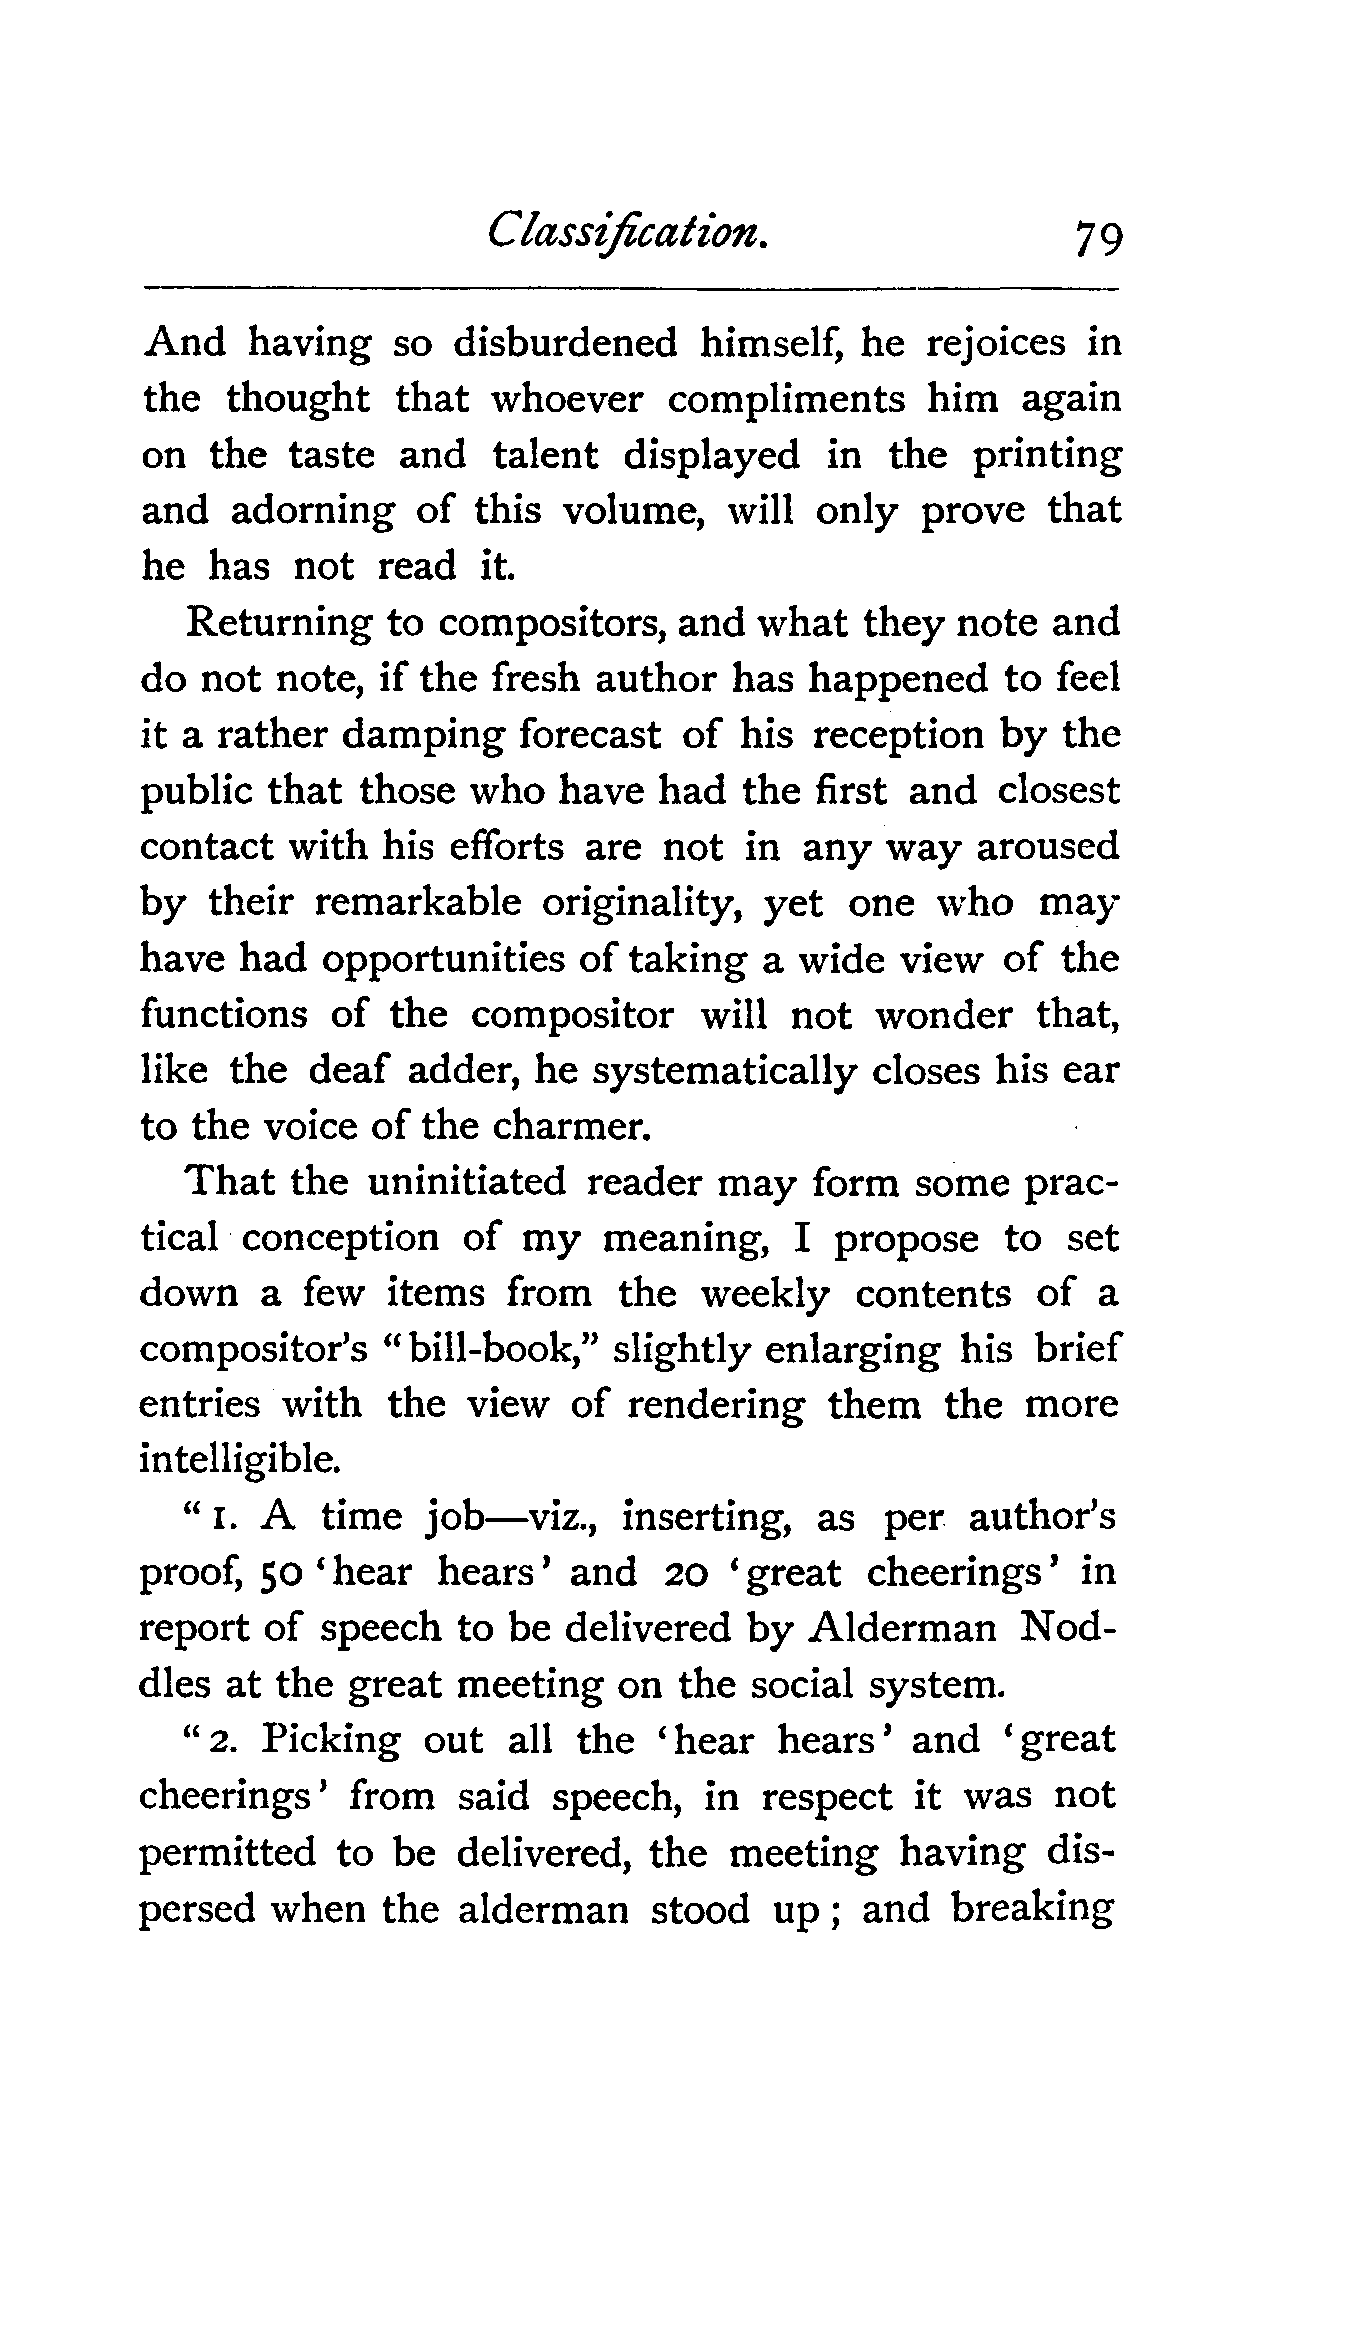 Classification. 79
And having so disburdened himself, he rejoices in
the thought that whoever compliments him again
on the taste and talent displayed in the printing
and adorning of this volume, will only prove that
he has not read it.
Returning to compositors, and what they note and
do not note, if the fresh author has happened to feel
it a rather damping forecast of his reception by the
public that those who have had the first and closest
contact with his efforts are not in any way aroused
by their remarkable originality, yet one who may
have had opportunities of taking a wide view of the
functions of the compositor will not wonder that,
like the deaf adder, he systematically closes his ear
to the voice of the charmer.
That the uninitiated reader may form some prac-
tical conception of my meaning, I propose to set
down a few items from the weekly contents of a
compositor's “bill-book,” slightly enlarging his brief
entries with the view of rendering them the more
intelligible.
“1. A time job—viz., inserting, as per author's
proof, 50 ‘hear hears’ and 20 ‘great cheerings’ in
report of speech to be delivered by Alderman Nod-
dles at the great meeting on the social system.
“2. Picking out all the ‘hear hears’ and ‘great
cheerings’ from said speech, in respect it was not
permitted to be delivered, the meeting having dis-
persed when the alderman stood up; and breaking